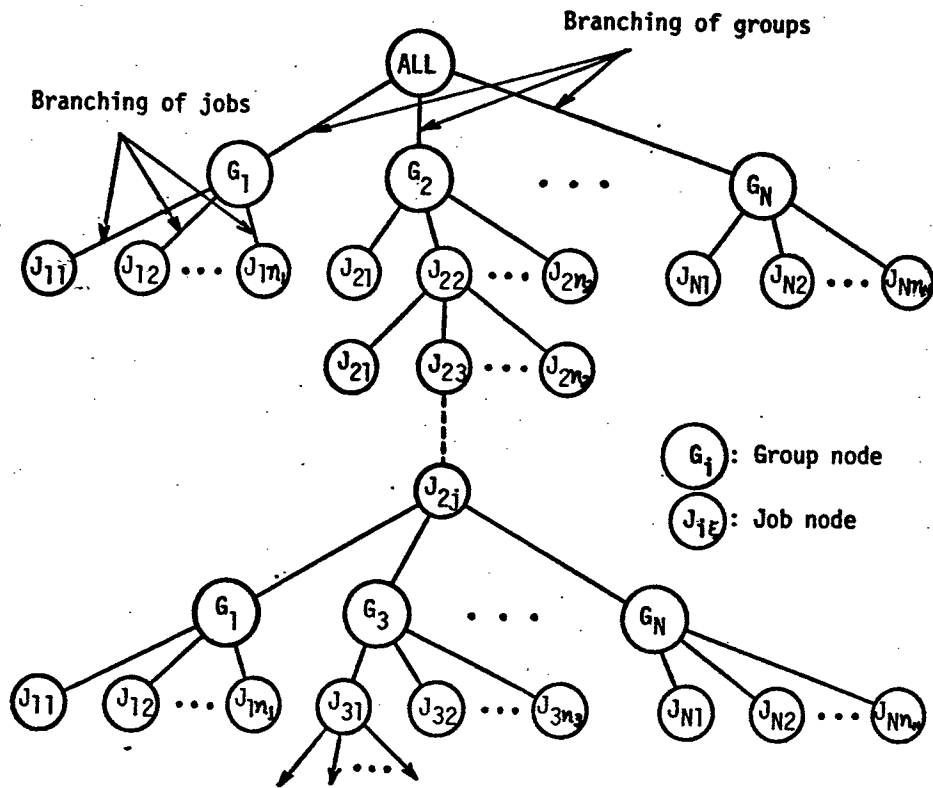 Branching of groups
ALL
Branching of jobs
G1 G2 ... GN
J11 J12 ... J1n1 J21 J22 ... J2n2 JN1 JN2 ... JNnN
J21 J23 ... J2n2
Gi : Group node
J2j
Jiξ : Job node
G1 G3 ... GN
J11 J12 ... J1n1 J31 J32 ... J3n3 JN1 JN2 ... JNnN
...